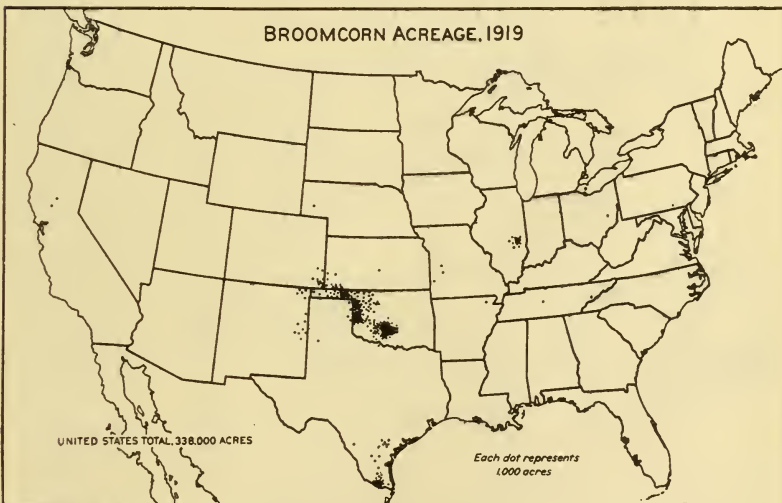 BROOMCORN ACREAGE, 1919
UNITED STATES TOTAL, 338,000 ACRES
Each dot represents
1,000 acres